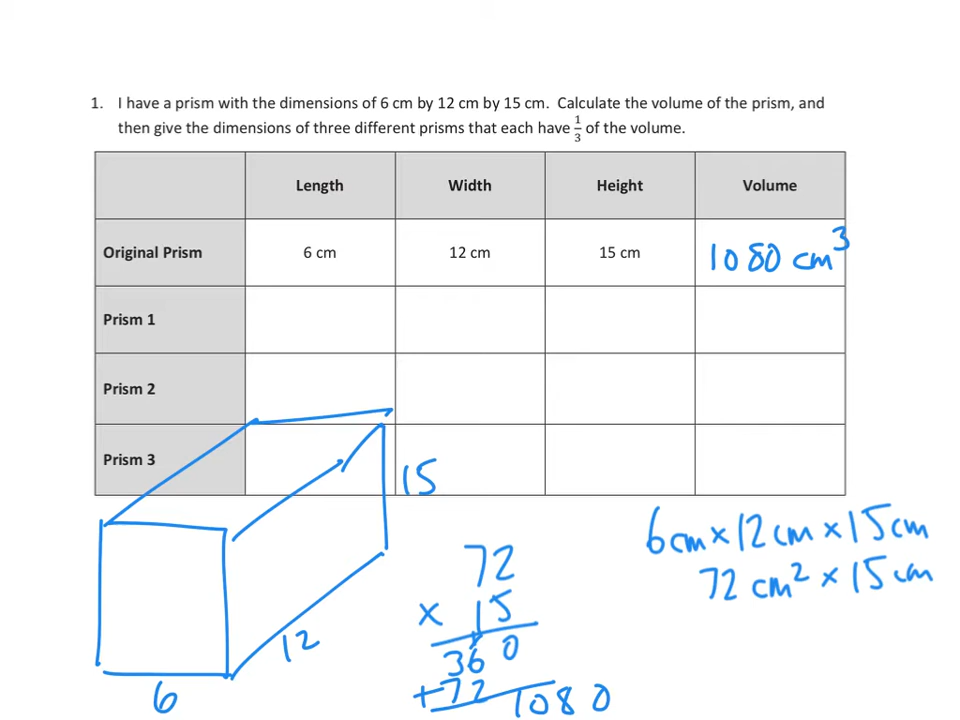 1. I have a prism with the dimensions of 6 cm by 12 cm by 15 cm. Calculate the volume of the prism, and
then give the dimensions of three different prisms that each have 1/3 of the volume.
Length Width Height Volume
Original Prism 6 cm 12 cm 15 cm 1080 cm³
Prism 1
Prism 2
Prism 3
15
6cm×12cm×15cm
72 cm² × 15 cm
72
× 15
360
+72
1080
12
6